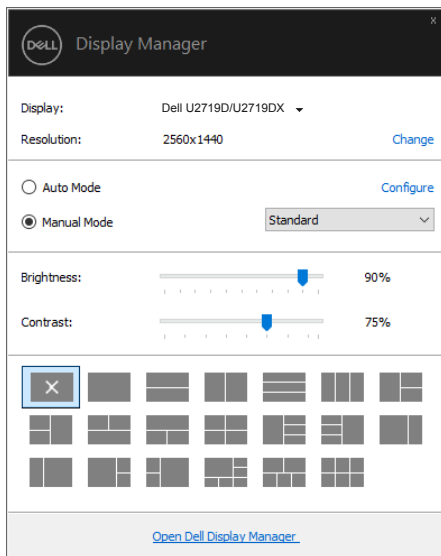 DELL Display Manager
Display: Dell U2719D/U2719DX
Resolution: 2560x1440 Change
Auto Mode Configure
Manual Mode Standard
Brightness: 90%
Contrast: 75%
Open Dell Display Manager